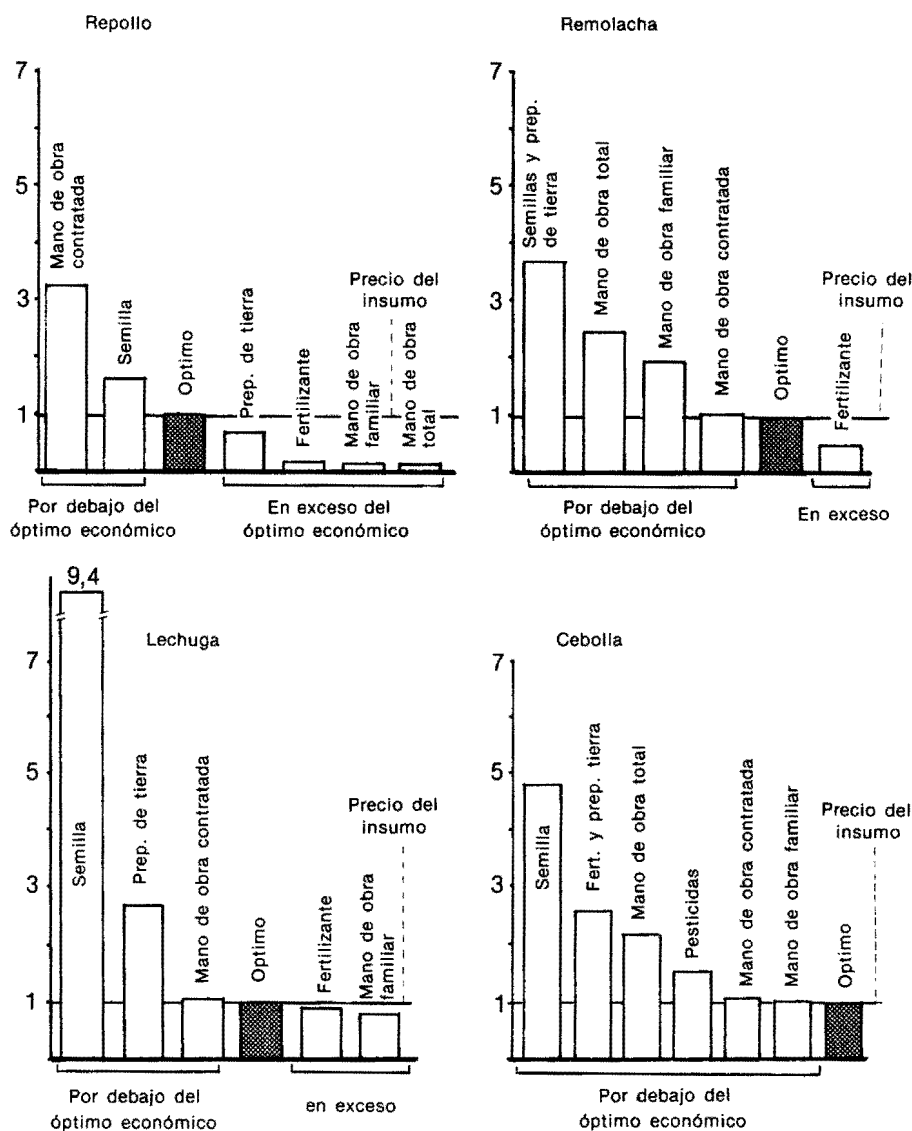 Repollo
7
5
3
1
Mano de obra
contratada
Semilla
Optimo
Prep. de tierra
Fertilizante
Mano de obra
familiar
Mano de obra
total
Precio del
insumo
Por debajo del
óptimo económico
En exceso del
óptimo económico
Remolacha
7
5
3
1
Semillas y prep.
de tierra
Mano de obra total
Mano de obra familiar
Mano de obra contratada
Optimo
Fertilizante
Precio del
insumo
Por debajo del
óptimo económico
En exceso
Lechuga
9,4
7
5
3
1
Semilla
Prep. de tierra
Mano de obra contratada
Optimo
Fertilizante
Mano de obra
familiar
Precio del
insumo
Por debajo del
óptimo económico
en exceso
Cebolla
7
5
3
1
Semilla
Fert. y prep. tierra
Mano de obra total
Pesticidas
Mano de obra contratada
Mano de obra familiar
Optimo
Precio del
insumo
Por debajo del
óptimo económico